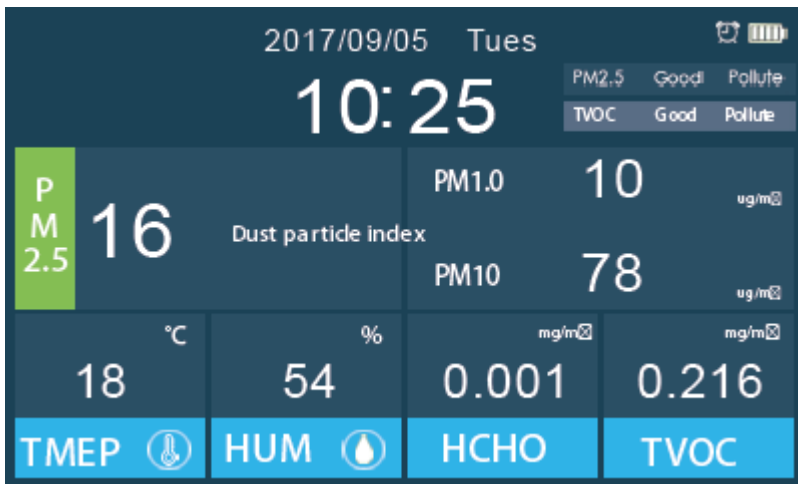 2017/09/05 Tues
10:25
PM2.5 Good Pollute
TVOC Good Pollute
PM2.5
16
Dust particle index
PM1.0 10 ug/m☒
PM10 78 ug/m☒
℃
18
TMEP
%
54
HUM
mg/m☒
0.001
HCHO
mg/m☒
0.216
TVOC